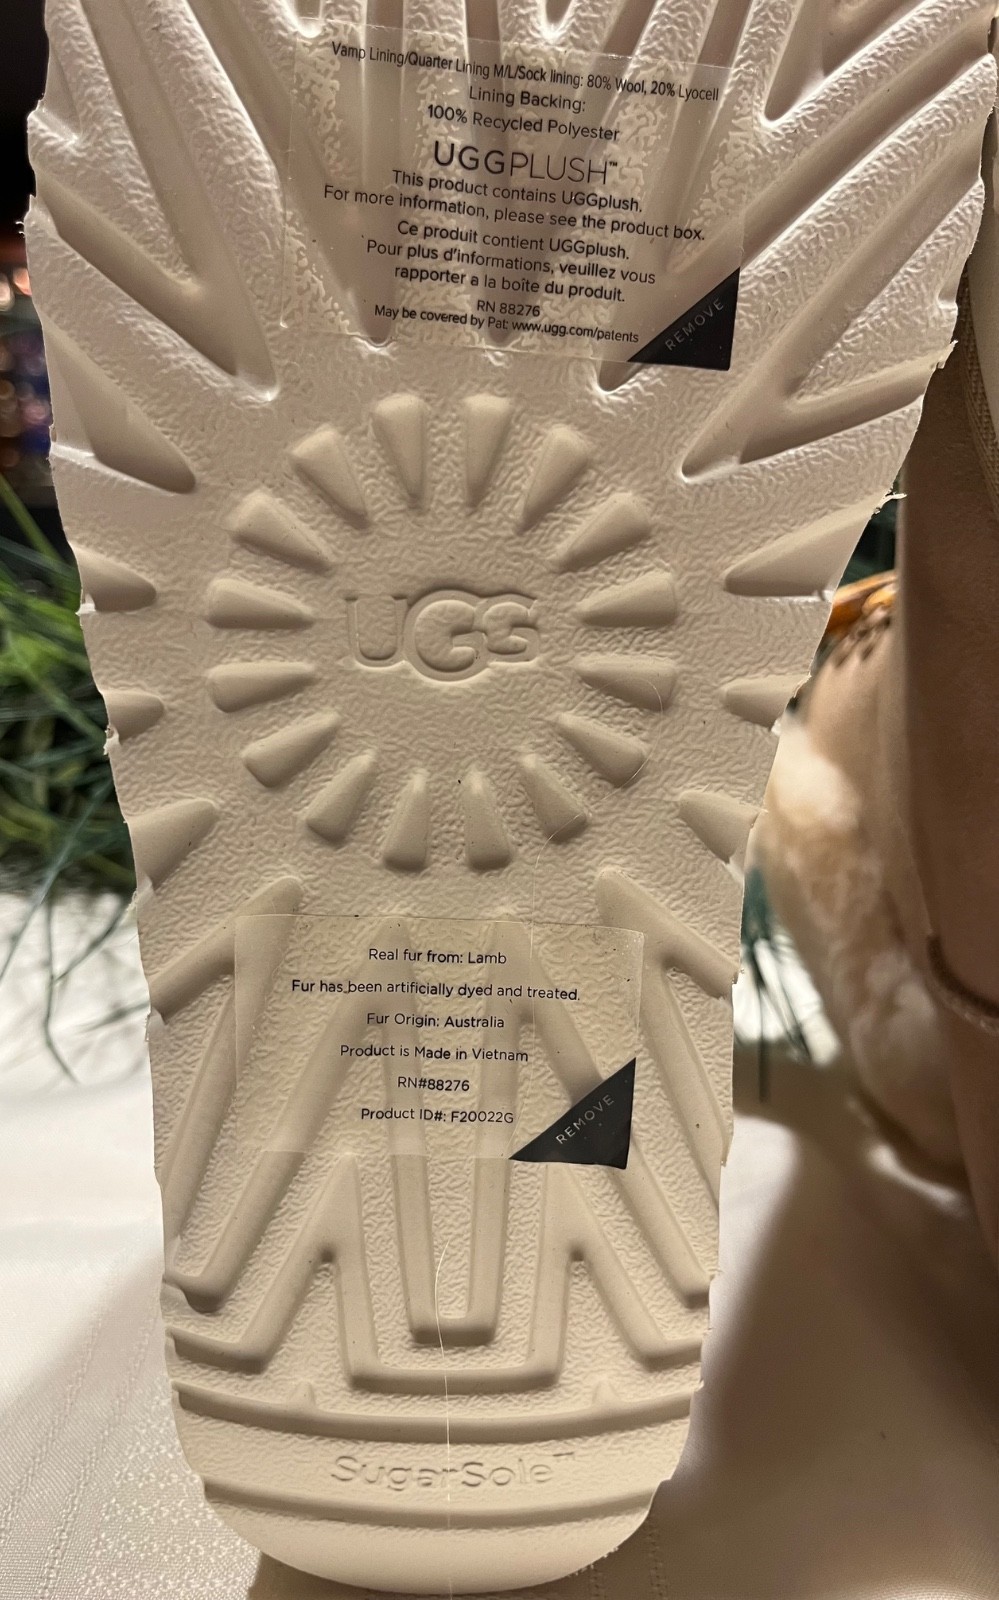 Vamp Lining/Quarter Lining M/L/Sock lining: 80% Wool, 20% Lyocell
Lining Backing:
100% Recycled Polyester
UGGPLUSH™
This product contains UGGplush.
For more information, please see the product box.
Ce produit contient UGGplush.
Pour plus d'informations, veuillez vous
rapporter a la boîte du produit.
RN 88276
May be covered by Pat: www.ugg.com/patents
REMOVE
UGG
Real fur from: Lamb
Fur has been artificially dyed and treated.
Fur Origin: Australia
Product is Made in Vietnam
RN#88276
Product ID#: F20022G
REMOVE
SugarSole™